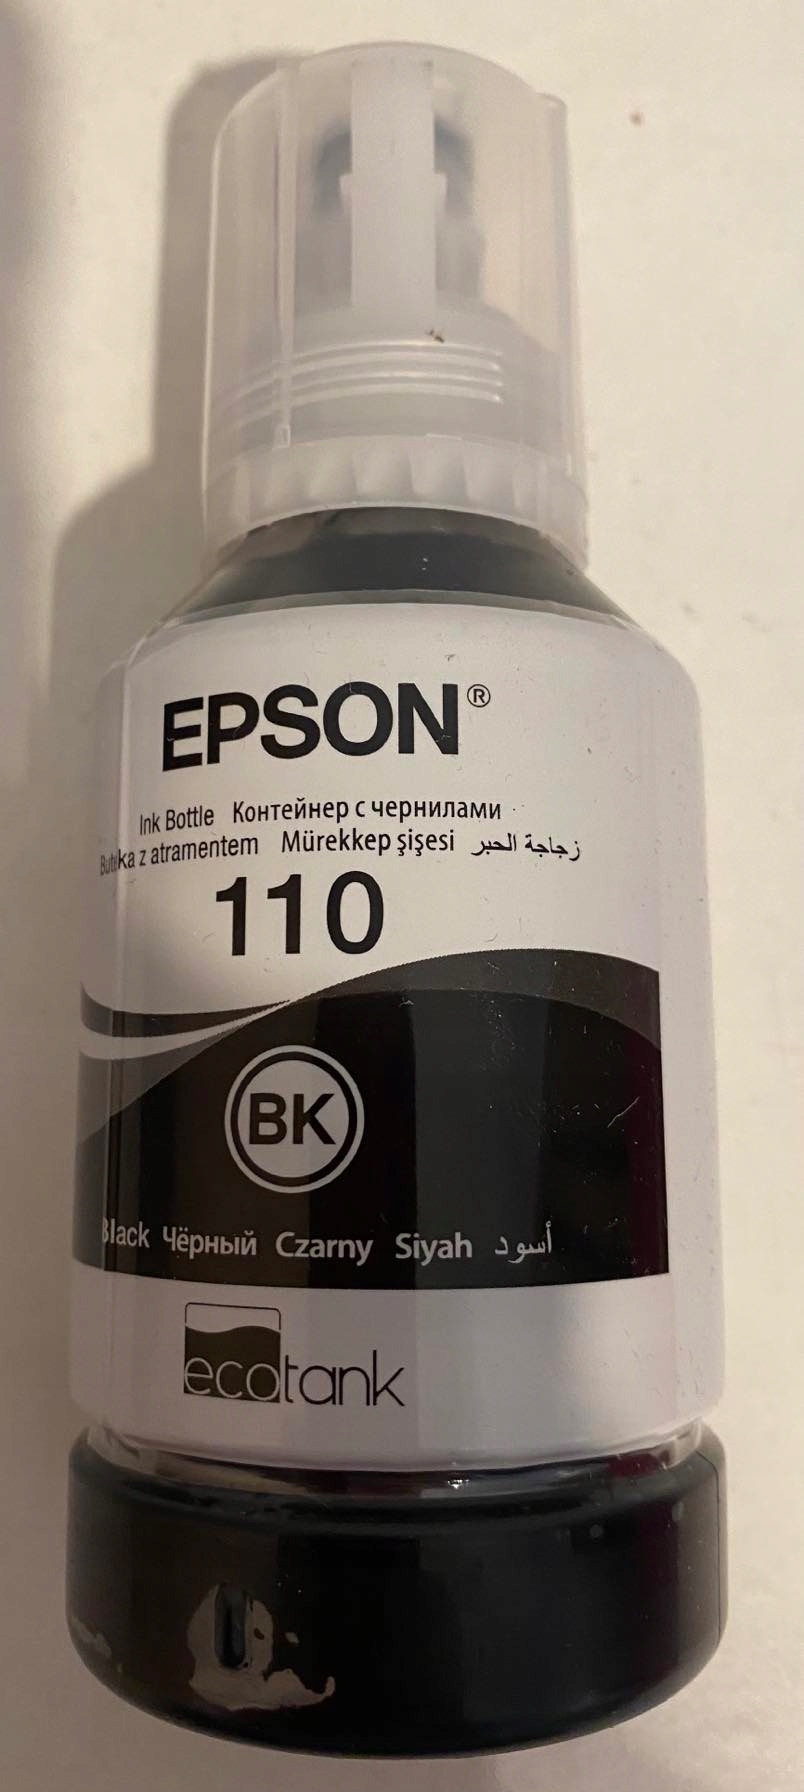 EPSON®
Ink Bottle Контейнер с чернилами
Butelka z atramentem Mürekkep şişesi زجاجة الحبر
110
BK
Black Чёрный Czarny Siyah أسود
ecotank